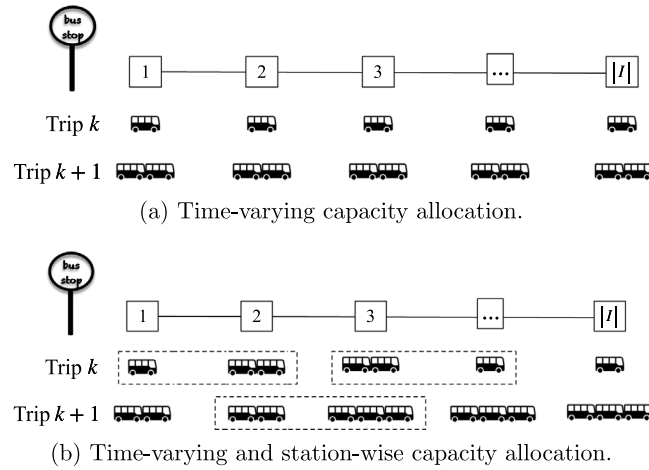 bus
stop
1 2 3 ... |I|
Trip k
Trip k + 1
(a) Time-varying capacity allocation.
bus
stop
1 2 3 ... |I|
Trip k
Trip k + 1
(b) Time-varying and station-wise capacity allocation.